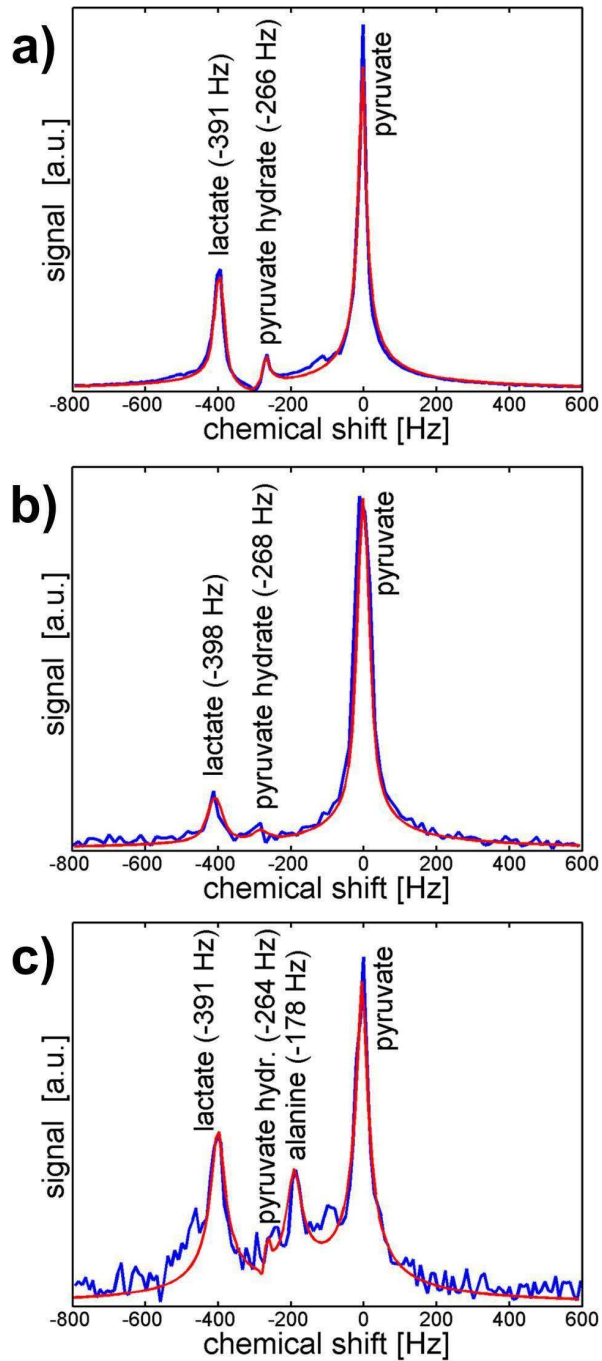 a)
signal [a.u.]
lactate (-391 Hz)
pyruvate hydrate (-266 Hz)
pyruvate
-800 -600 -400 -200 0 200 400 600
chemical shift [Hz]
b)
signal [a.u.]
lactate (-398 Hz)
pyruvate hydrate (-268 Hz)
pyruvate
-800 -600 -400 -200 0 200 400 600
chemical shift [Hz]
c)
signal [a.u.]
lactate (-391 Hz)
pyruvate hydr. (-264 Hz)
alanine (-178 Hz)
pyruvate
-800 -600 -400 -200 0 200 400 600
chemical shift [Hz]